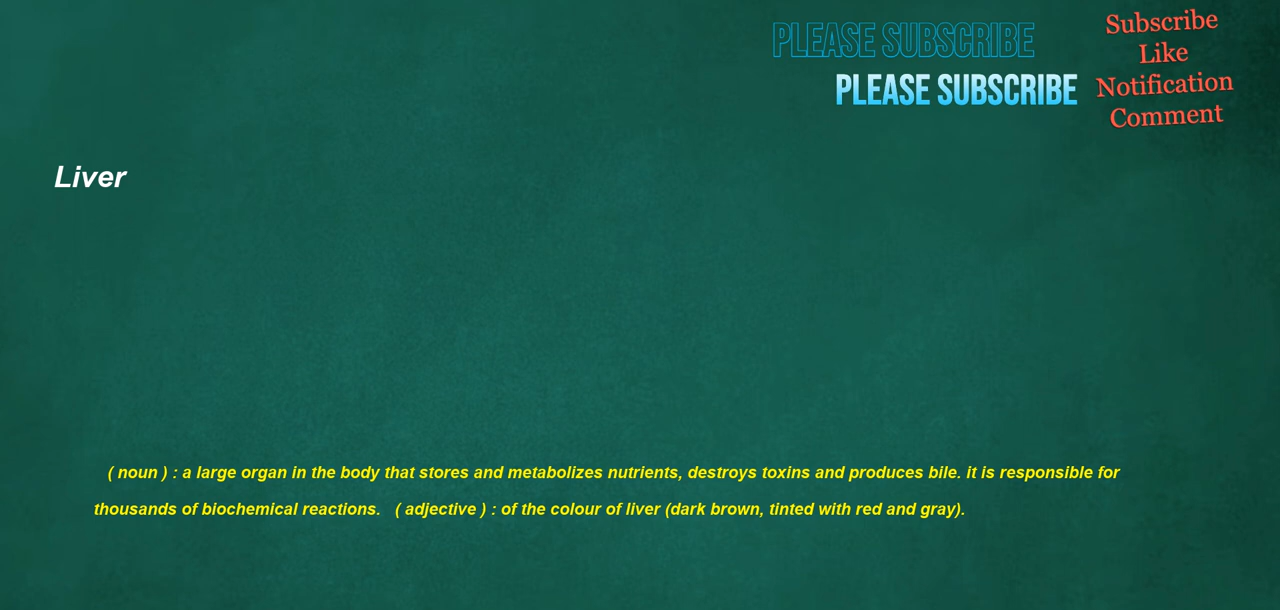 PLEASE SUBSCRIBE
PLEASE SUBSCRIBE
Subscribe
Like
Notification
Comment
Liver
( noun ) : a large organ in the body that stores and metabolizes nutrients, destroys toxins and produces bile. it is responsible for
thousands of biochemical reactions. ( adjective ) : of the colour of liver (dark brown, tinted with red and gray).